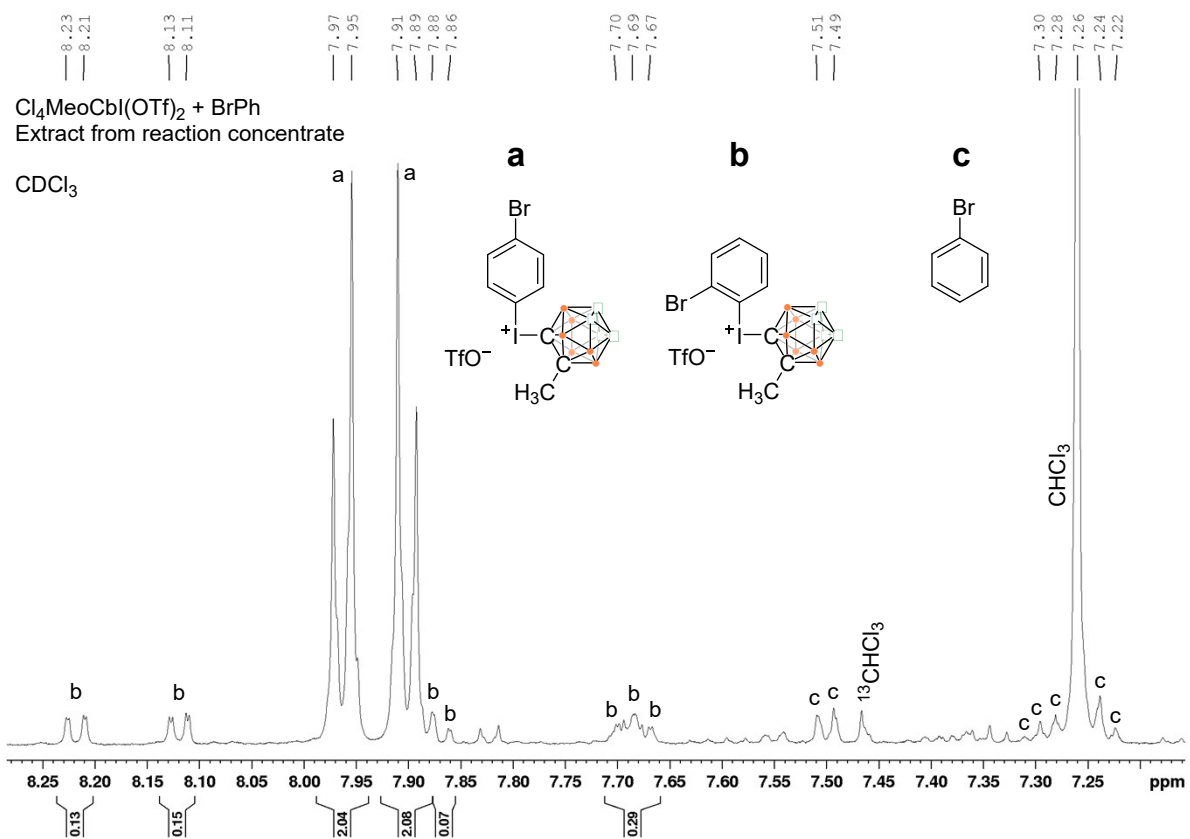 8.23 8.21 8.13 8.11 7.97 7.95 7.91 7.89 7.88 7.86 7.70 7.69 7.67 7.51 7.49 7.30 7.28 7.26 7.24 7.22
Cl₄MeoCbI(OTf)₂ + BrPh
Extract from reaction concentrate
CDCl₃
a b c
a a
Br
Br
Br
+I C
TfO⁻
C
H₃C
+I C
TfO⁻
C
H₃C
CHCl₃
¹³CHCl₃
b b b b b b b c c c c c c c
8.25 8.20 8.15 8.10 8.05 8.00 7.95 7.90 7.85 7.80 7.75 7.70 7.65 7.60 7.55 7.50 7.45 7.40 7.35 7.30 7.25 ppm
0.13 0.15 2.04 2.08 0.07 0.29